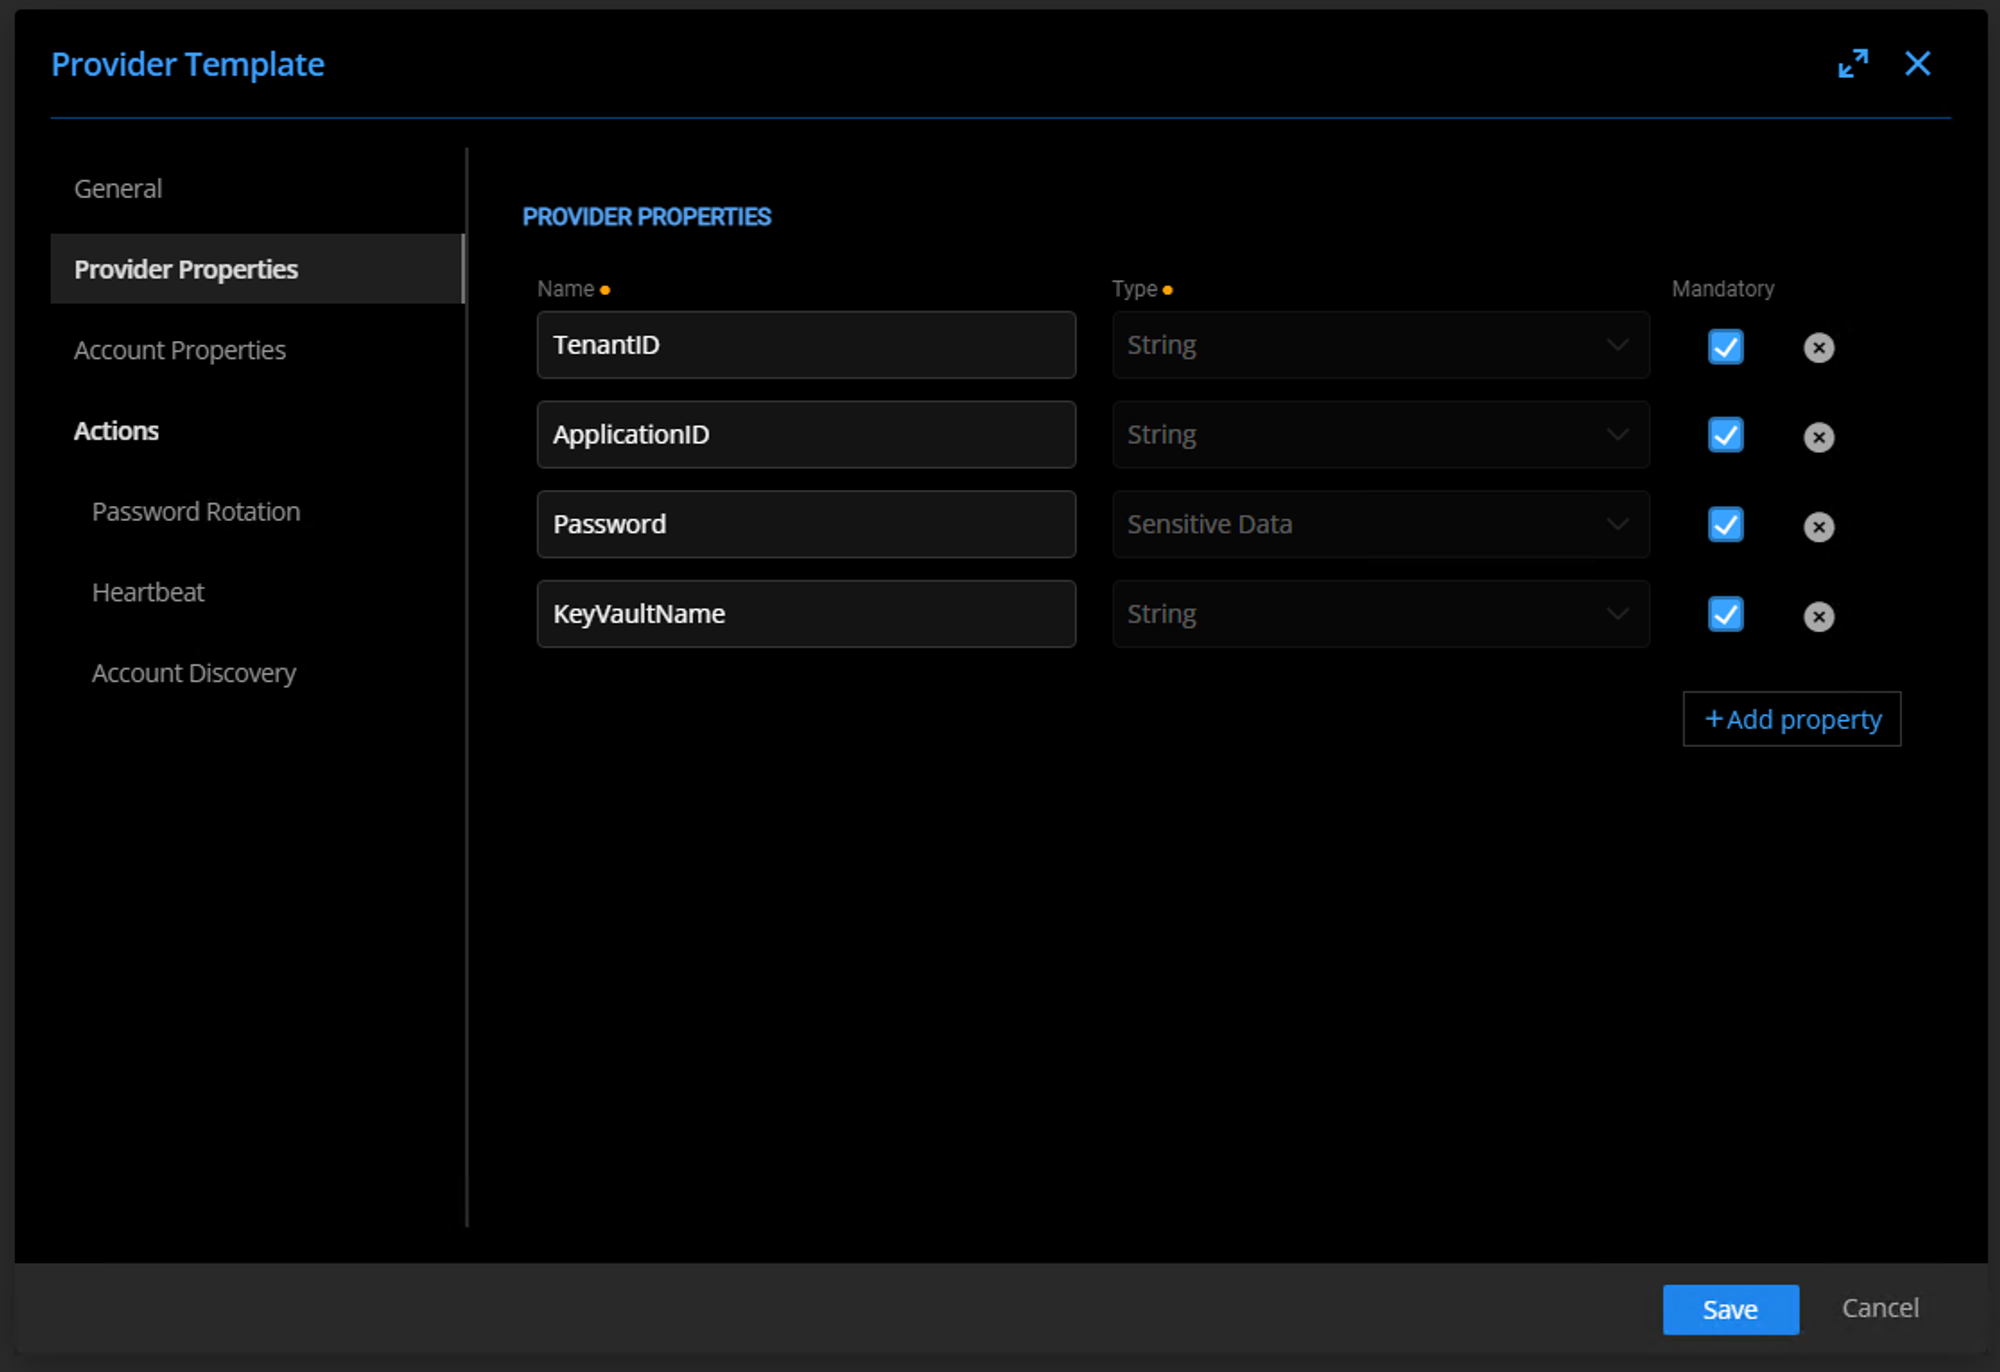 Provider Template
General
Provider Properties
Account Properties
Actions
Password Rotation
Heartbeat
Account Discovery
PROVIDER PROPERTIES
Name Type Mandatory
TenantID String
ApplicationID String
Password Sensitive Data
KeyVaultName String
+Add property
Save Cancel